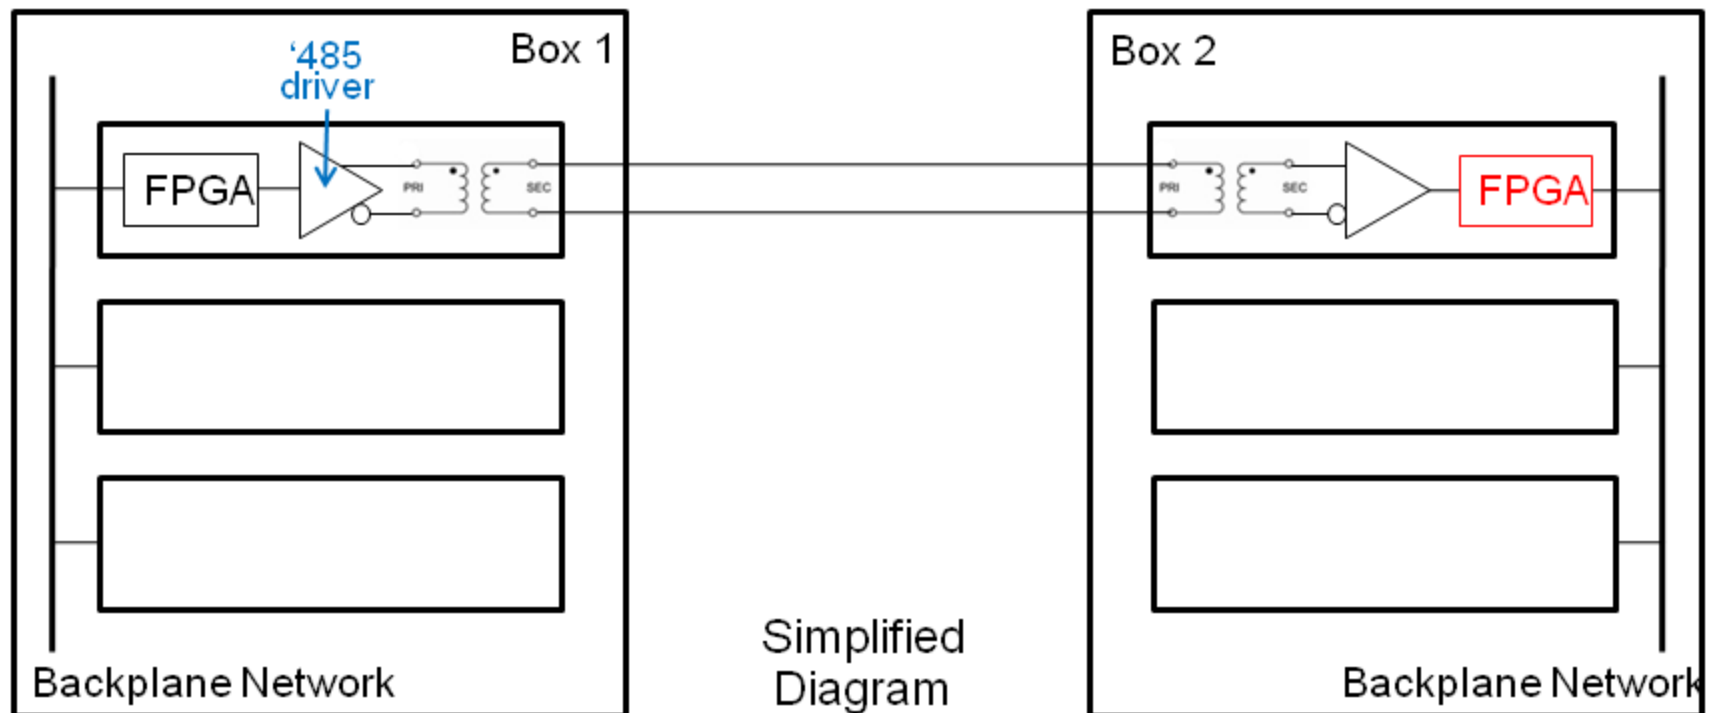 Box 1
‘485
driver
FPGA
PRI
SEC
Box 2
PRI
SEC
FPGA
Simplified
Diagram
Backplane Network
Backplane Network